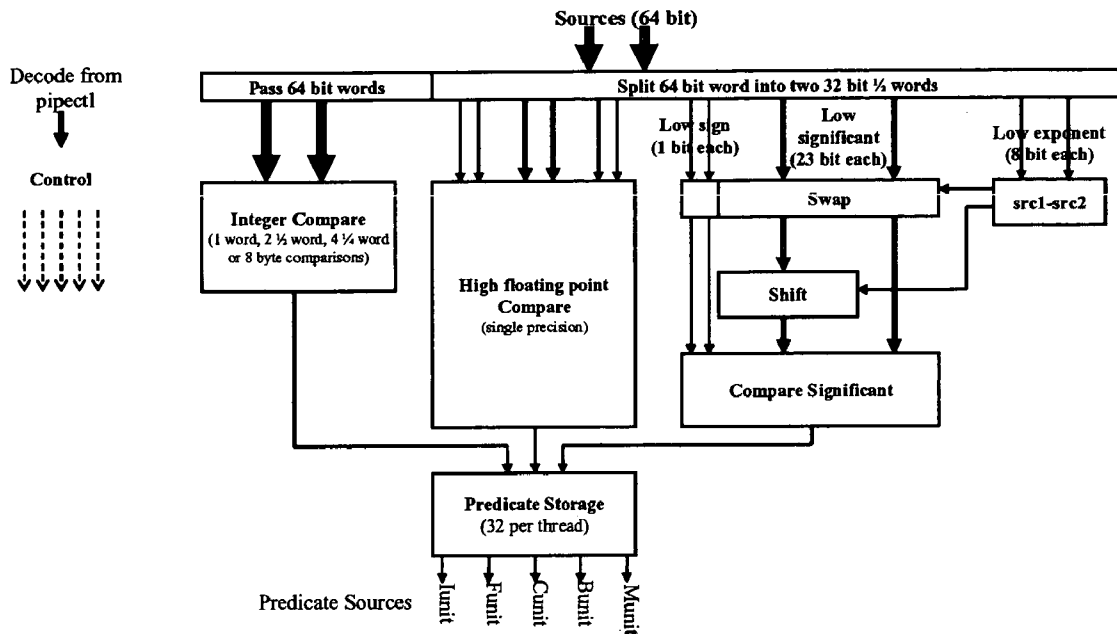 Sources (64 bit)
Decode from
pipectl
Control
Pass 64 bit words
Split 64 bit word into two 32 bit ½ words
Low sign
(1 bit each)
Low
significant
(23 bit each)
Low exponent
(8 bit each)
Integer Compare
(1 word, 2 ½ word, 4 ¼ word
or 8 byte comparisons)
High floating point
Compare
(single precision)
Swap
src1-src2
Shift
Compare Significant
Predicate Storage
(32 per thread)
Predicate Sources
Iunit
Funit
Cunit
Bunit
Munit